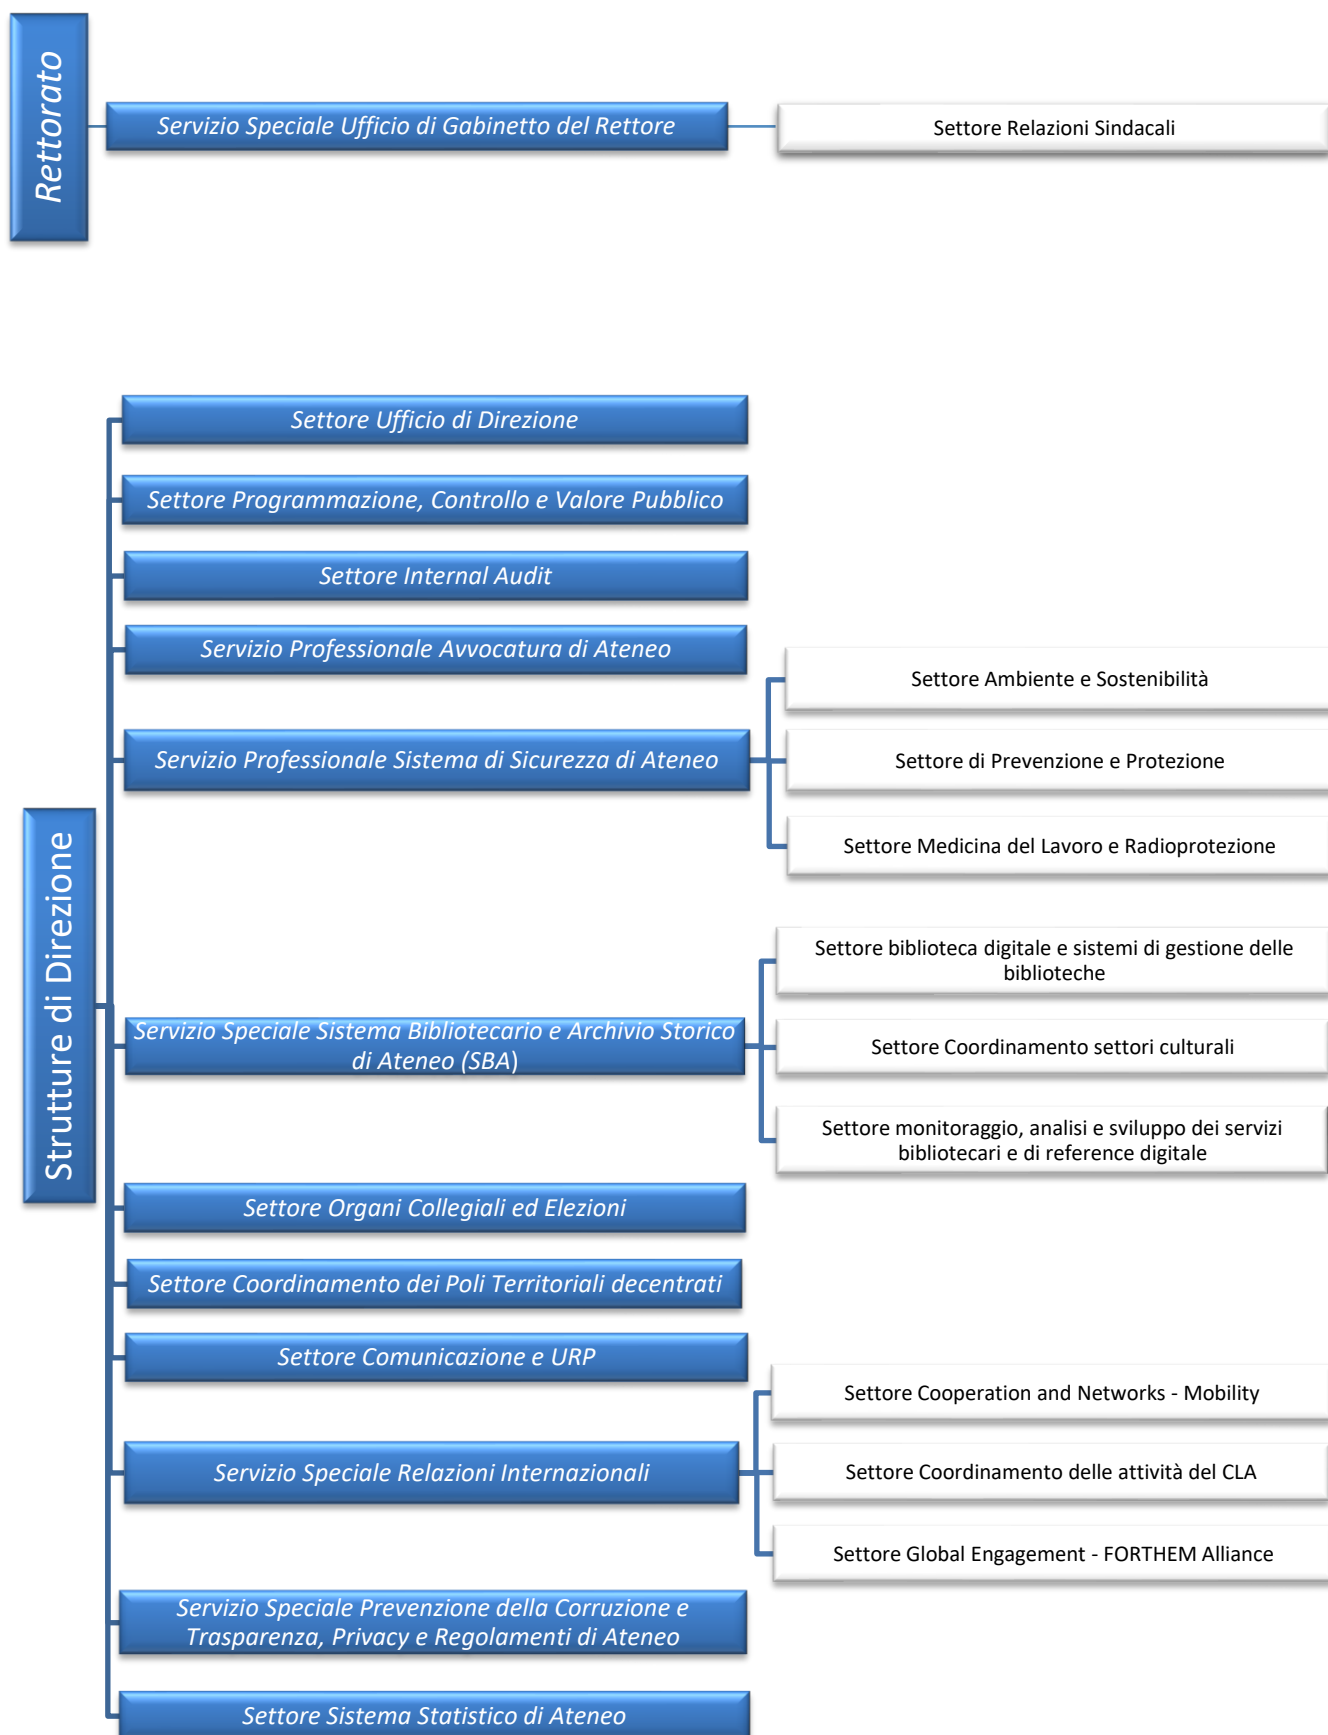 Rettorato
Servizio Speciale Ufficio di Gabinetto del Rettore
Settore Relazioni Sindacali
Strutture di Direzione
Settore Ufficio di Direzione
Settore Programmazione, Controllo e Valore Pubblico
Settore Internal Audit
Servizio Professionale Avvocatura di Ateneo
Servizio Professionale Sistema di Sicurezza di Ateneo
Settore Ambiente e Sostenibilità
Settore di Prevenzione e Protezione
Settore Medicina del Lavoro e Radioprotezione
Servizio Speciale Sistema Bibliotecario e Archivio Storico
di Ateneo (SBA)
Settore biblioteca digitale e sistemi di gestione delle
biblioteche
Settore Coordinamento settori culturali
Settore monitoraggio, analisi e sviluppo dei servizi
bibliotecari e di reference digitale
Settore Organi Collegiali ed Elezioni
Settore Coordinamento dei Poli Territoriali decentrati
Settore Comunicazione e URP
Servizio Speciale Relazioni Internazionali
Settore Cooperation and Networks - Mobility
Settore Coordinamento delle attività del CLA
Settore Global Engagement - FORTHEM Alliance
Servizio Speciale Prevenzione della Corruzione e
Trasparenza, Privacy e Regolamenti di Ateneo
Settore Sistema Statistico di Ateneo